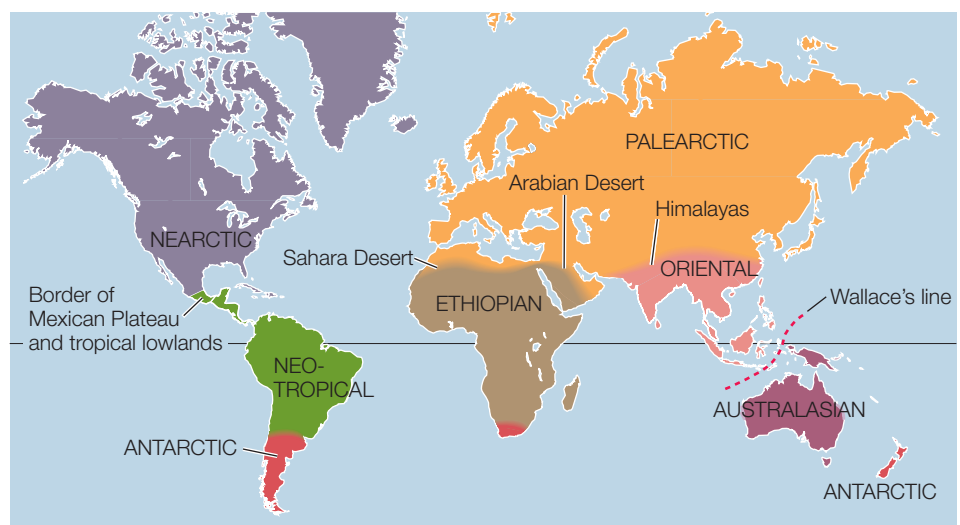 PALEARCTIC
Arabian Desert
Himalayas
NEARCTIC
Sahara Desert
ORIENTAL
Border of
Mexican Plateau
and tropical lowlands
ETHIOPIAN
Wallace's line
NEO-
TROPICAL
AUSTRALASIAN
ANTARCTIC
ANTARCTIC